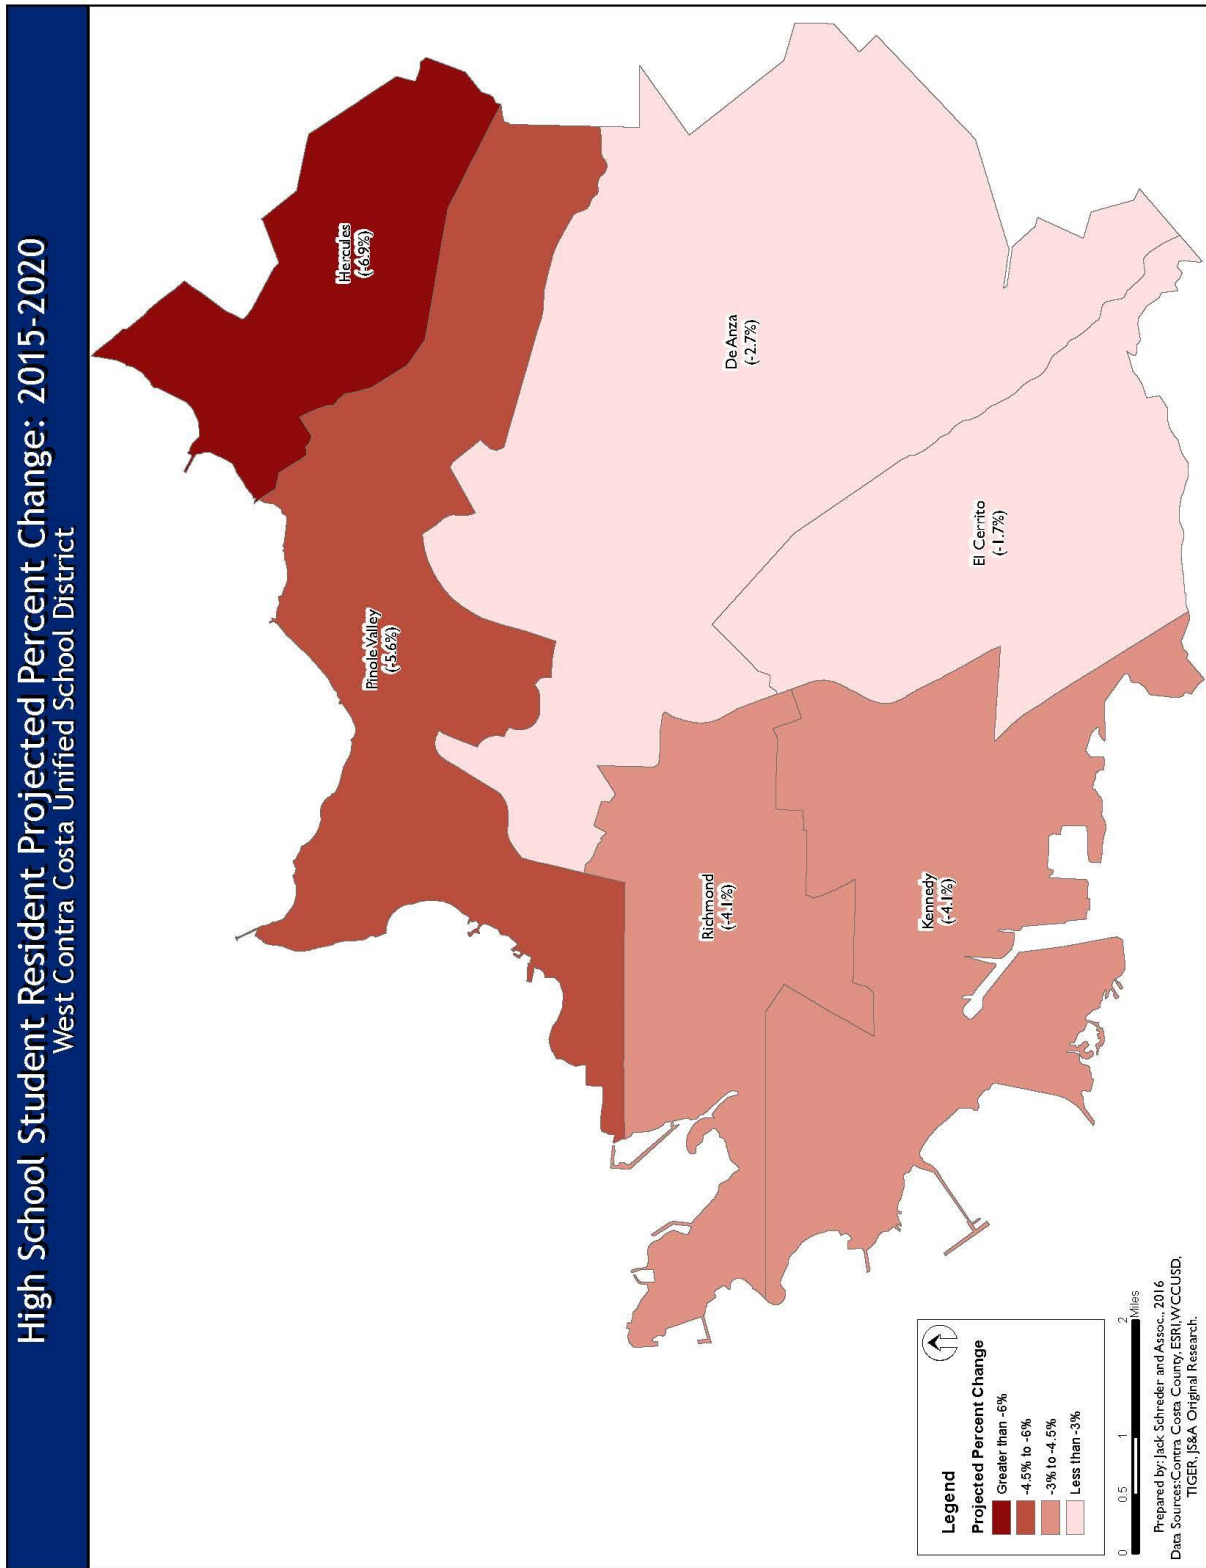 High School Student Resident Projected Percent Change: 2015-2020
West Contra Costa Unified School District
Hercules
(-6.9%)
Pinole Valley
(-5.6%)
De Anza
(-2.7%)
El Cerrito
(-1.7%)
Richmond
(-4.1%)
Kennedy
(-4.1%)
Legend
Projected Percent Change
Greater than -6%
-4.5% to -6%
-3% to -4.5%
Less than -3%
0 0.5 1 2
Miles
Prepared by: Jack Schreder and Assoc., 2016
Data Sources:Contra Costa County, ESRI,WCCUSD,
TIGER, JS&A Original Research.